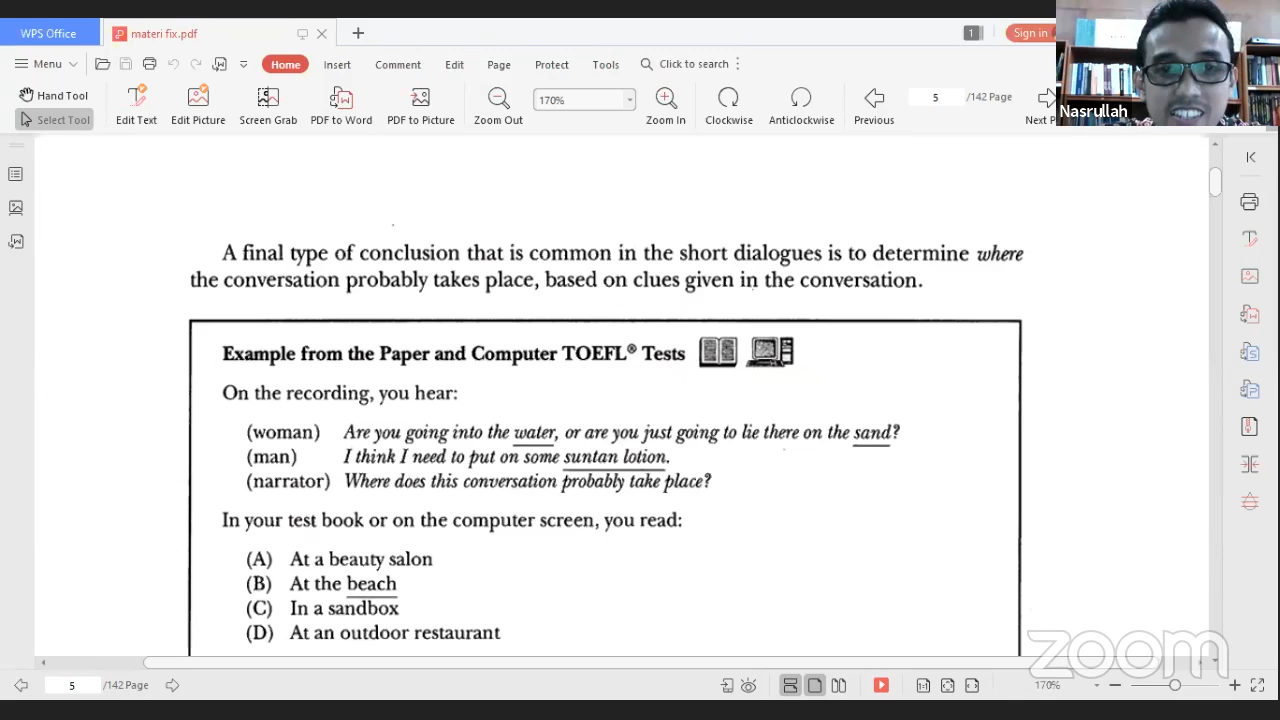 WPS Office
materi fix.pdf
1
Sign in
Menu
Home
Insert
Comment
Edit
Page
Protect
Tools
Click to search
Hand Tool
Select Tool
Edit Text
Edit Picture
Screen Grab
PDF to Word
PDF to Picture
Zoom Out
170%
Zoom In
Clockwise
Anticlockwise
Previous
5
/142 Page
Next P
Nasrullah
A final type of conclusion that is common in the short dialogues is to determine where
the conversation probably takes place, based on clues given in the conversation.
Example from the Paper and Computer TOEFL® Tests
On the recording, you hear:
(woman) Are you going into the water, or are you just going to lie there on the sand?
(man) I think I need to put on some suntan lotion.
(narrator) Where does this conversation probably take place?
In your test book or on the computer screen, you read:
(A) At a beauty salon
(B) At the beach
(C) In a sandbox
(D) At an outdoor restaurant
zoom
5
/142 Page
170%